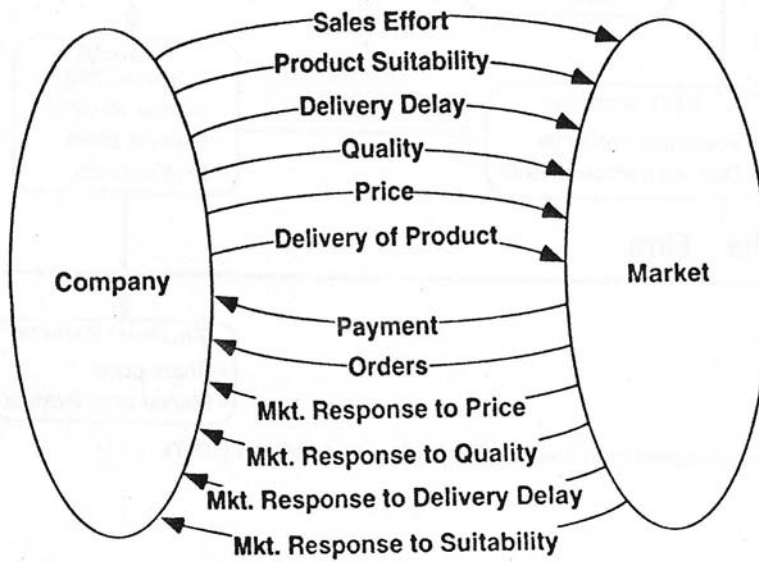 Sales Effort
Product Suitability
Delivery Delay
Quality
Price
Delivery of Product
Company
Market
Payment
Orders
Mkt. Response to Price
Mkt. Response to Quality
Mkt. Response to Delivery Delay
Mkt. Response to Suitability